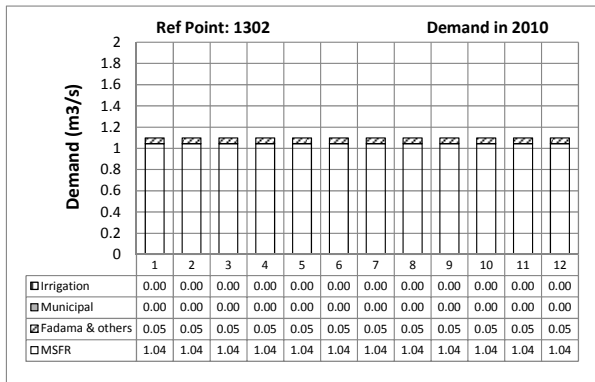 Ref Point: 1302 Demand in 2010
Demand (m3/s)
2
1.8
1.6
1.4
1.2
1
0.8
0.6
0.4
0.2
0
1 2 3 4 5 6 7 8 9 10 11 12
Irrigation 0.00 0.00 0.00 0.00 0.00 0.00 0.00 0.00 0.00 0.00 0.00 0.00
Municipal 0.00 0.00 0.00 0.00 0.00 0.00 0.00 0.00 0.00 0.00 0.00 0.00
Fadama & others 0.05 0.05 0.05 0.05 0.05 0.05 0.05 0.05 0.05 0.05 0.05 0.05
MSFR 1.04 1.04 1.04 1.04 1.04 1.04 1.04 1.04 1.04 1.04 1.04 1.04